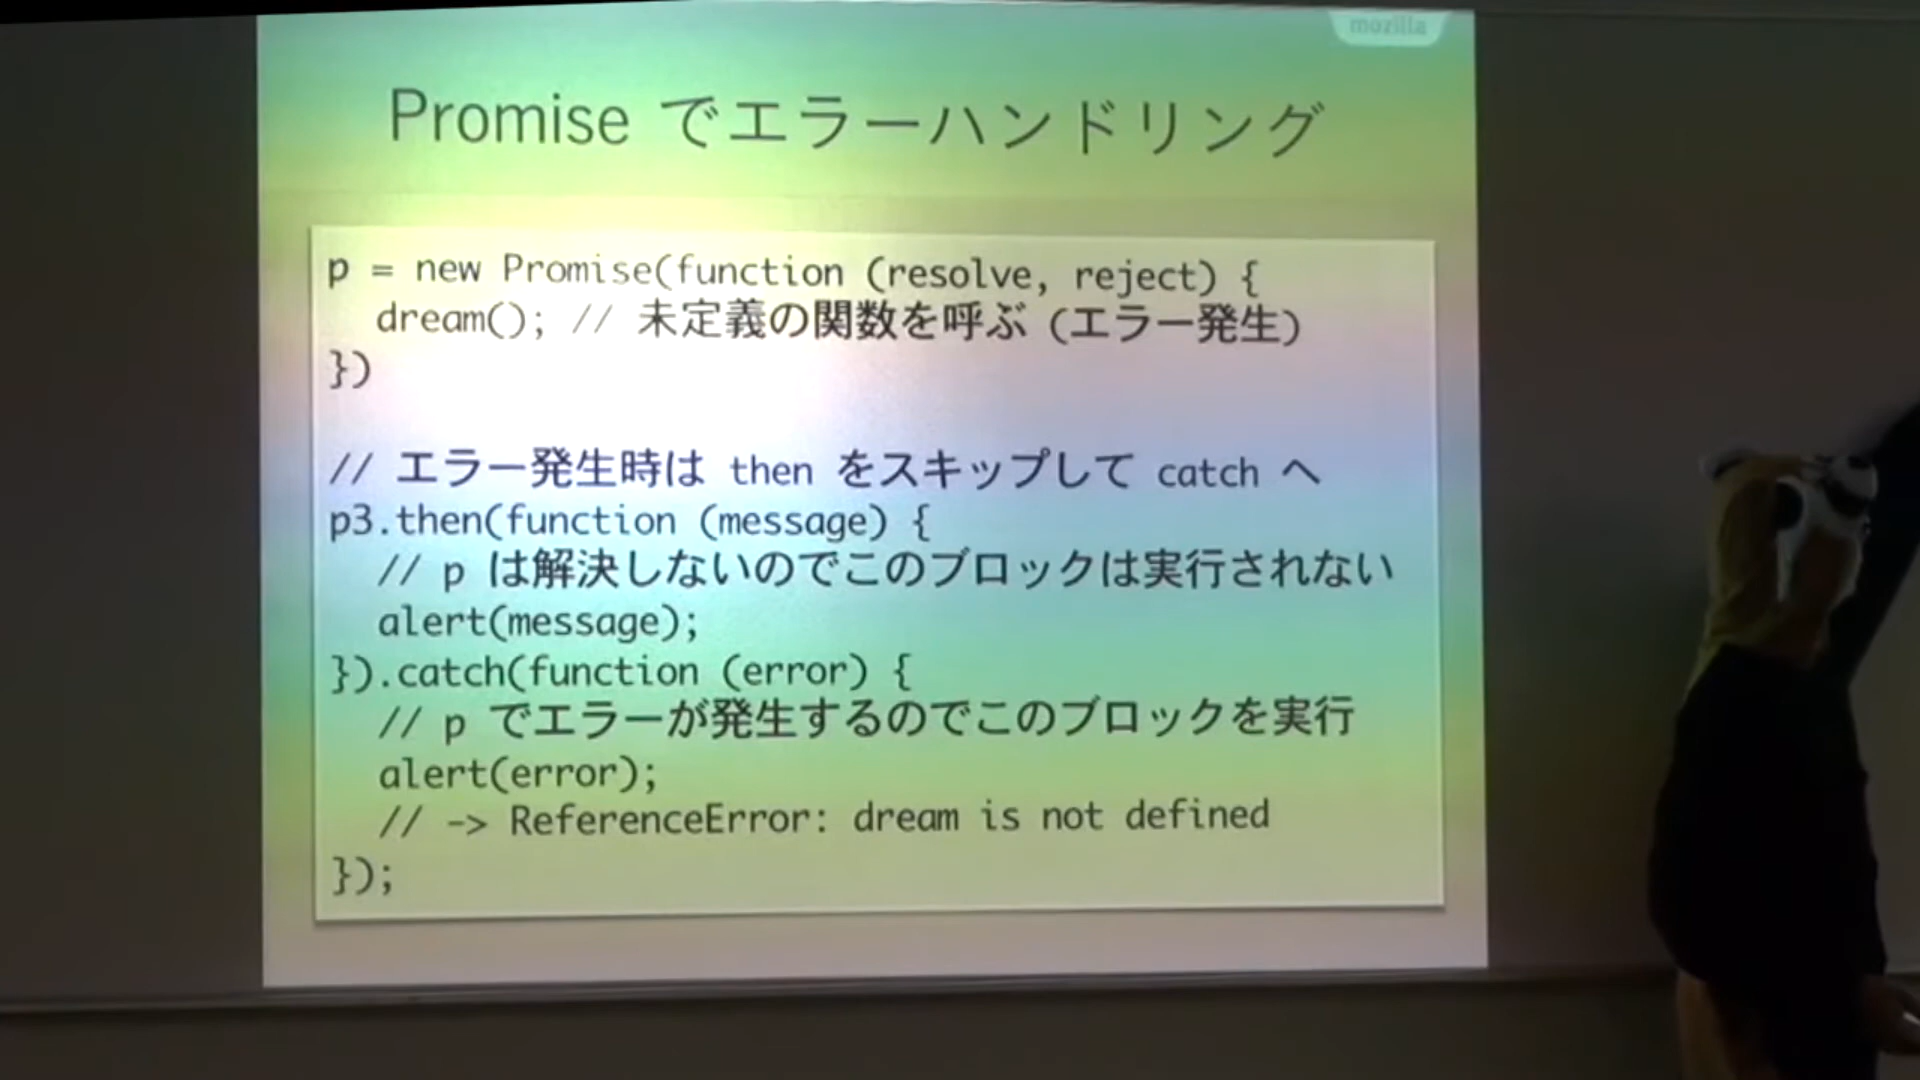 mozilla
Promise でエラーハンドリング
p = new Promise(function (resolve, reject) {
  dream(); // 未定義の関数を呼ぶ (エラー発生)
})
// エラー発生時は then をスキップして catch へ
p3.then(function (message) {
  // p は解決しないのでこのブロックは実行されない
  alert(message);
}).catch(function (error) {
  // p でエラーが発生するのでこのブロックを実行
  alert(error);
  // -> ReferenceError: dream is not defined
});